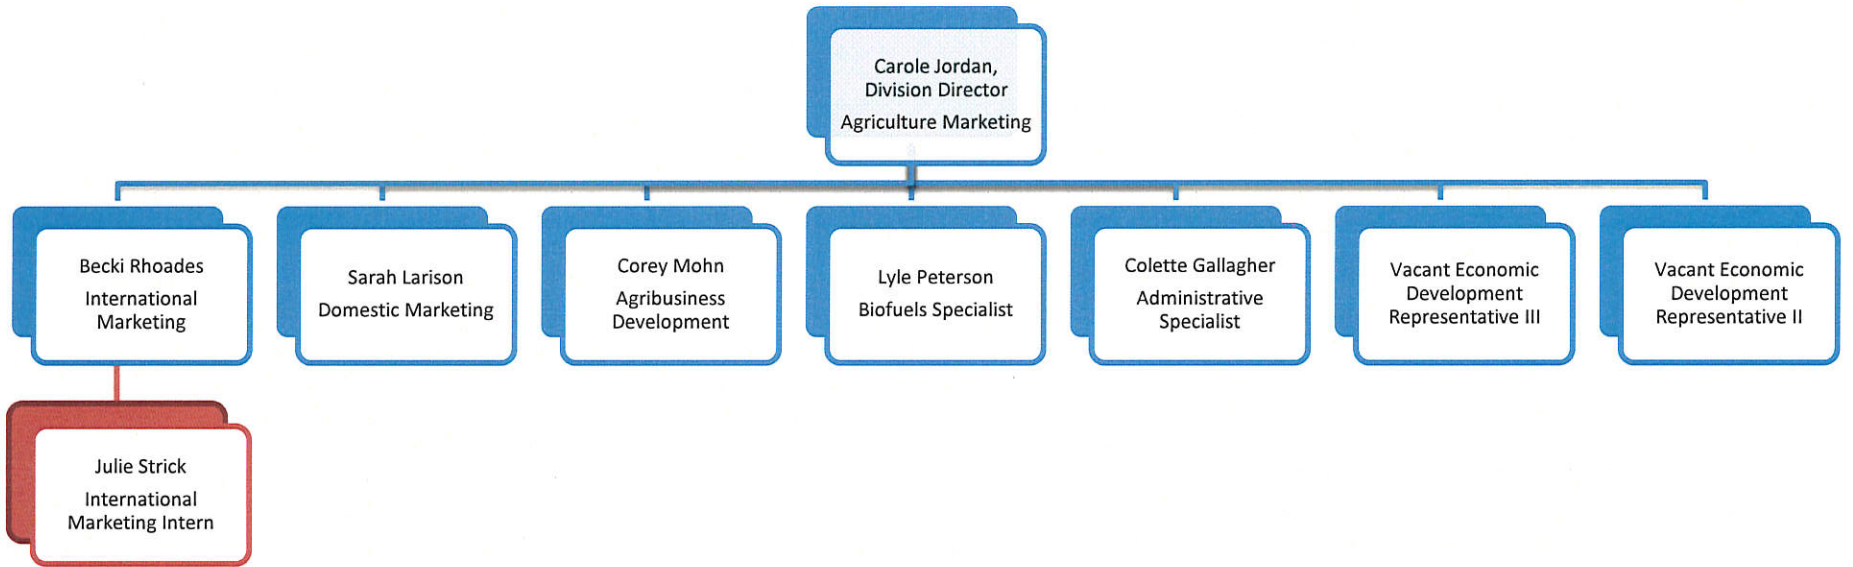 Carole Jordan,
Division Director
Agriculture Marketing
Becki Rhoades
International
Marketing
Sarah Larison
Domestic Marketing
Corey Mohn
Agribusiness
Development
Lyle Peterson
Biofuels Specialist
Colette Gallagher
Administrative
Specialist
Vacant Economic
Development
Representative III
Vacant Economic
Development
Representative II
Julie Strick
International
Marketing Intern